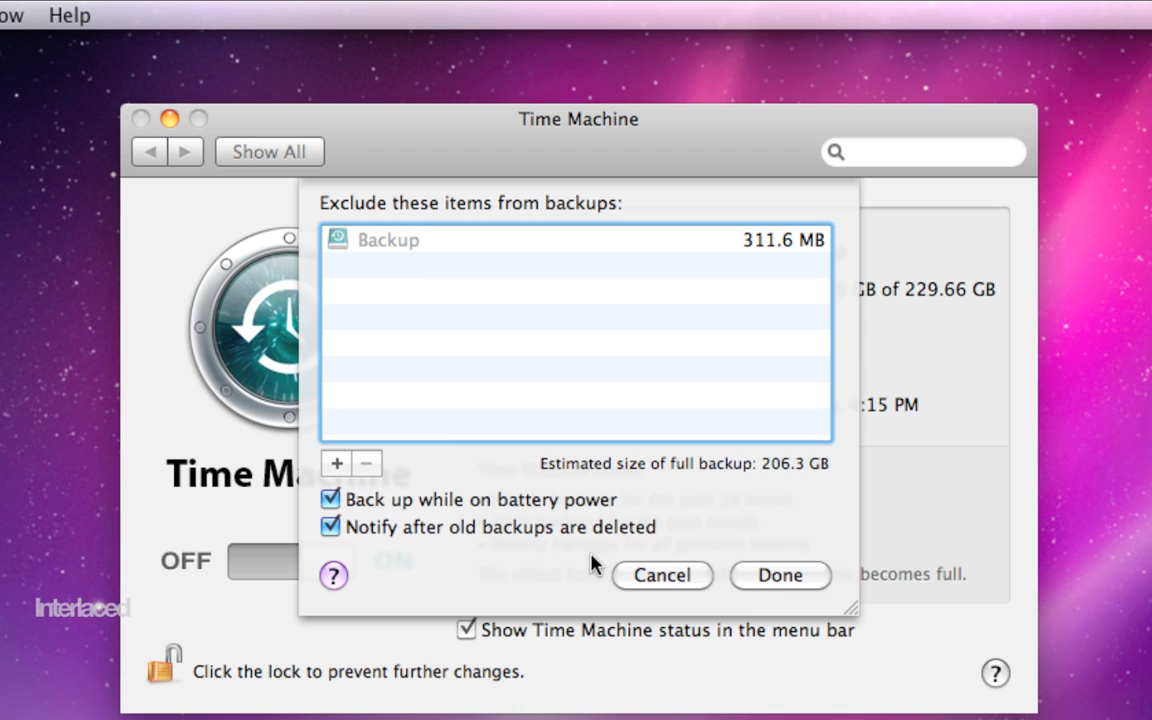 ow Help
Time Machine
Show All
Exclude these items from backups:
Backup 311.6 MB
GB of 229.66 GB
:15 PM
+ −
Estimated size of full backup: 206.3 GB
Time Machine
Back up while on battery power
Notify after old backups are deleted
OFF ON
? Cancel Done
becomes full.
Interlaced
Show Time Machine status in the menu bar
Click the lock to prevent further changes. ?